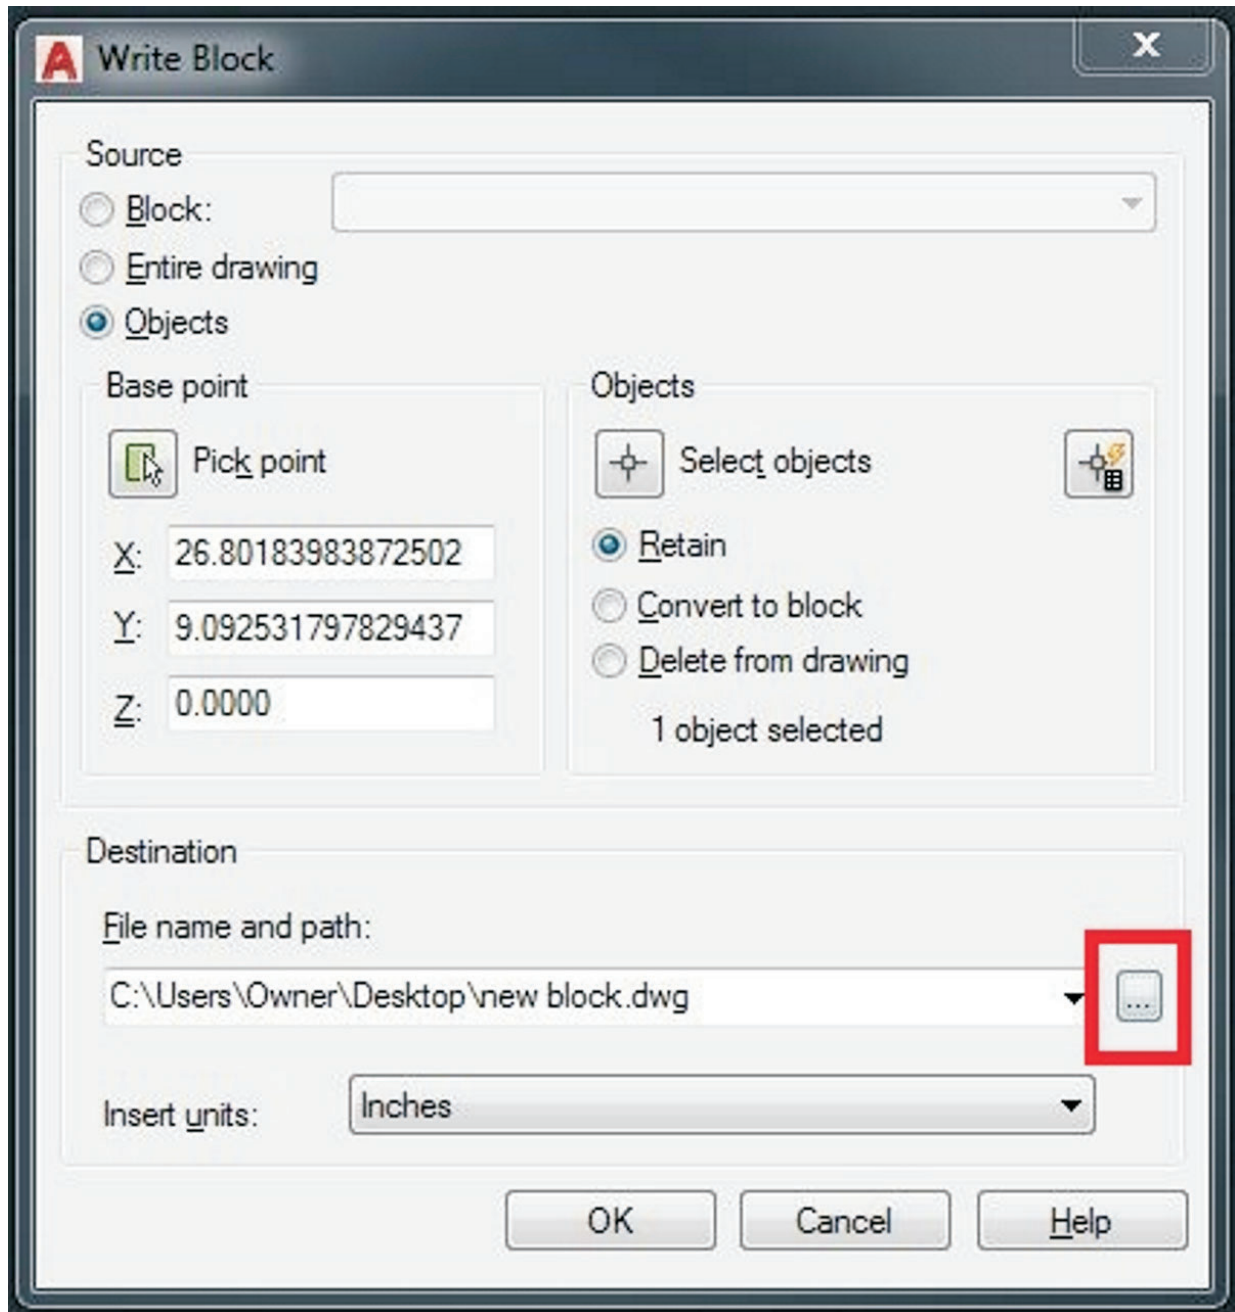 Write Block
Source
Block:
Entire drawing
Objects
Base point
Pick point
X: 26.80183983872502
Y: 9.092531797829437
Z: 0.0000
Objects
Select objects
Retain
Convert to block
Delete from drawing
1 object selected
Destination
File name and path:
C:\Users\Owner\Desktop\new block.dwg
...
Insert units: Inches
OK Cancel Help